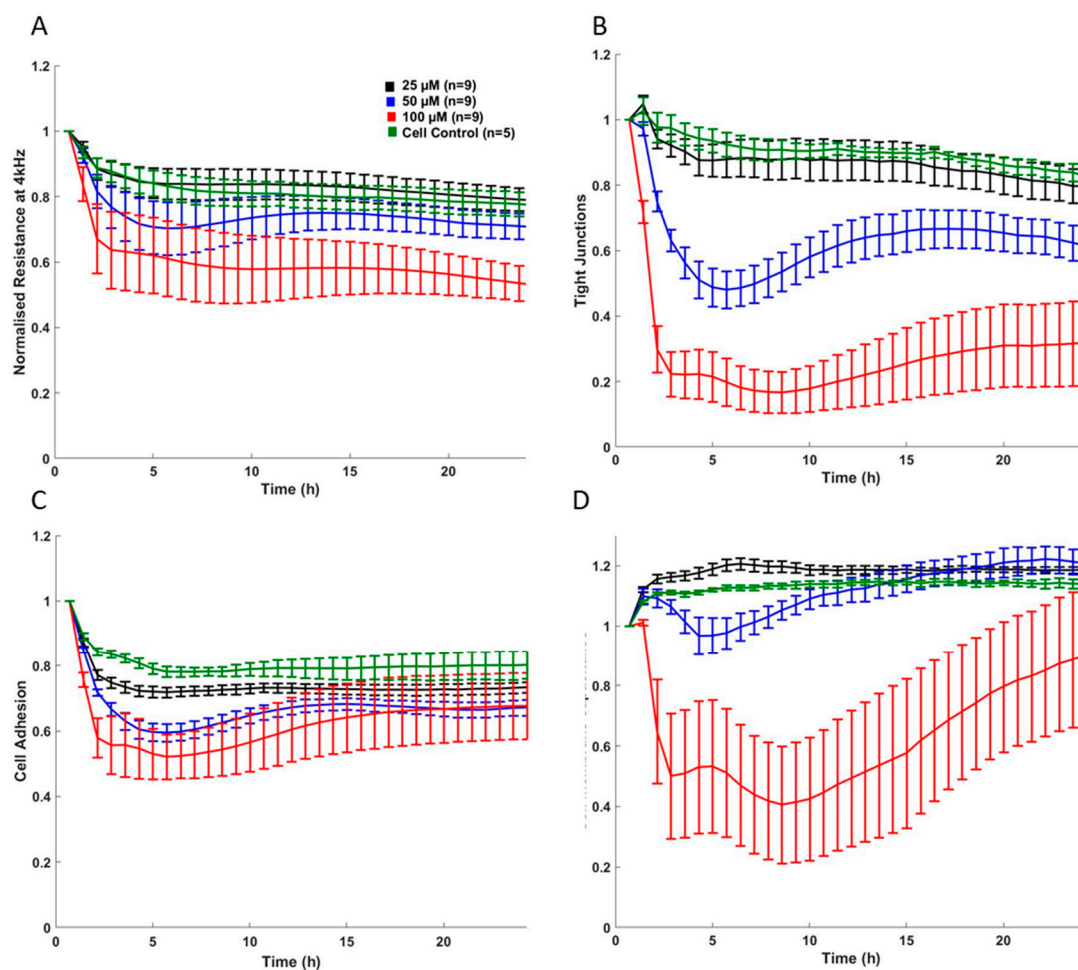 A
B
1.2
1
0.8
0.6
0.4
0.2
0
Normalised Resistance at 4kHz
25 µM (n=9)
50 µM (n=9)
100 µM (n=9)
Cell Control (n=5)
0 5 10 15 20
Time (h)
1.2
1
0.8
0.6
0.4
0.2
0
Tight Junctions
0 5 10 15 20
Time (h)
C
D
1.2
1
0.8
0.6
0.4
0.2
0
Cell Adhesion
0 5 10 15 20
Time (h)
1.2
1
0.8
0.6
0.4
0.2
0
0 5 10 15 20
Time (h)